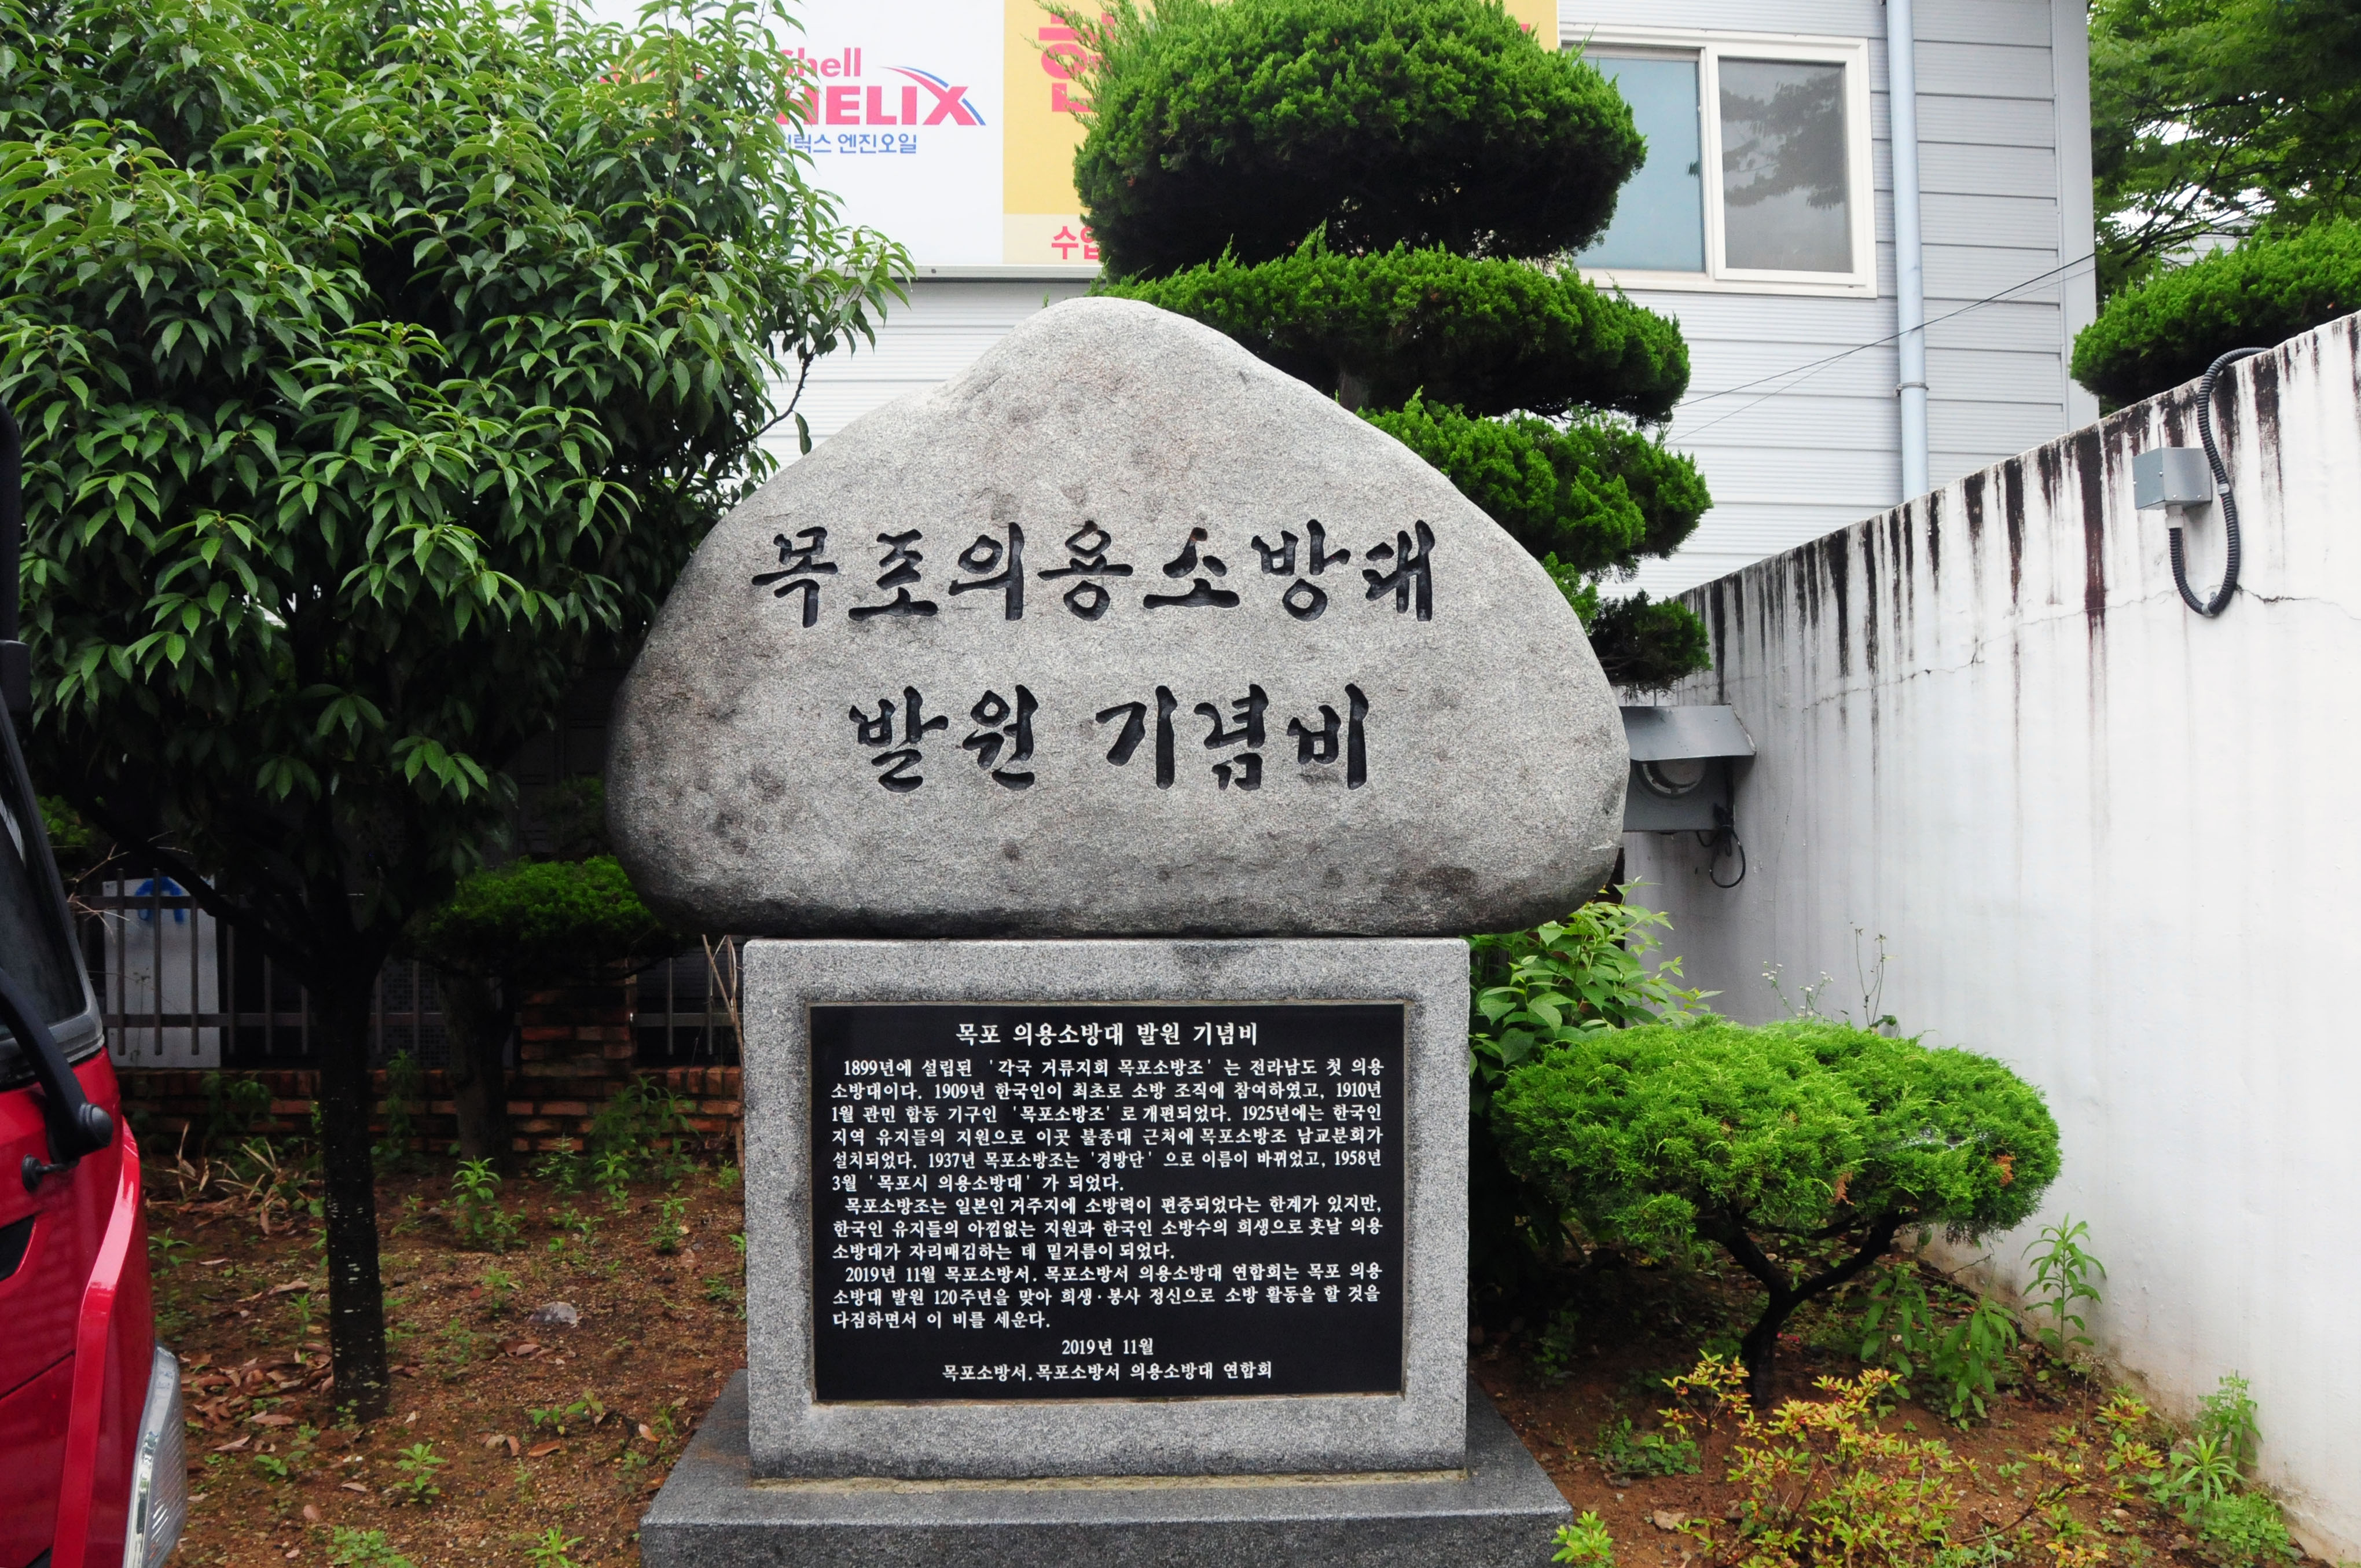 Shell
HELIX
엔진오일
목포의용소방대
발원 기념비
목포 의용소방대 발원 기념비
1899년에 설립된 '각국 거류지회 목포소방조' 는 전라남도 첫 의용
소방대이다. 1909년 한국인이 최초로 소방 조직에 참여하였고, 1910년
1월 관민 합동 기구인 '목포소방조' 로 개편되었다. 1925년에는 한국인
지역 유지들의 지원으로 이곳 불종대 근처에 목포소방조 남교분회가
설치되었다. 1937년 목포소방조는 '경방단' 으로 이름이 바뀌었고, 1958년
3월 '목포시 의용소방대' 가 되었다.
목포소방조는 일본인 거주지에 소방력이 편중되었다는 한계가 있지만,
한국인 유지들의 아낌없는 지원과 한국인 소방수의 희생으로 훗날 의용
소방대가 자리매김하는 데 밑거름이 되었다.
2019년 11월 목포소방서. 목포소방서 의용소방대 연합회는 목포 의용
소방대 발원 120주년을 맞아 희생·봉사 정신으로 소방 활동을 할 것을
다짐하면서 이 비를 세운다.
2019년 11월
목포소방서. 목포소방서 의용소방대 연합회